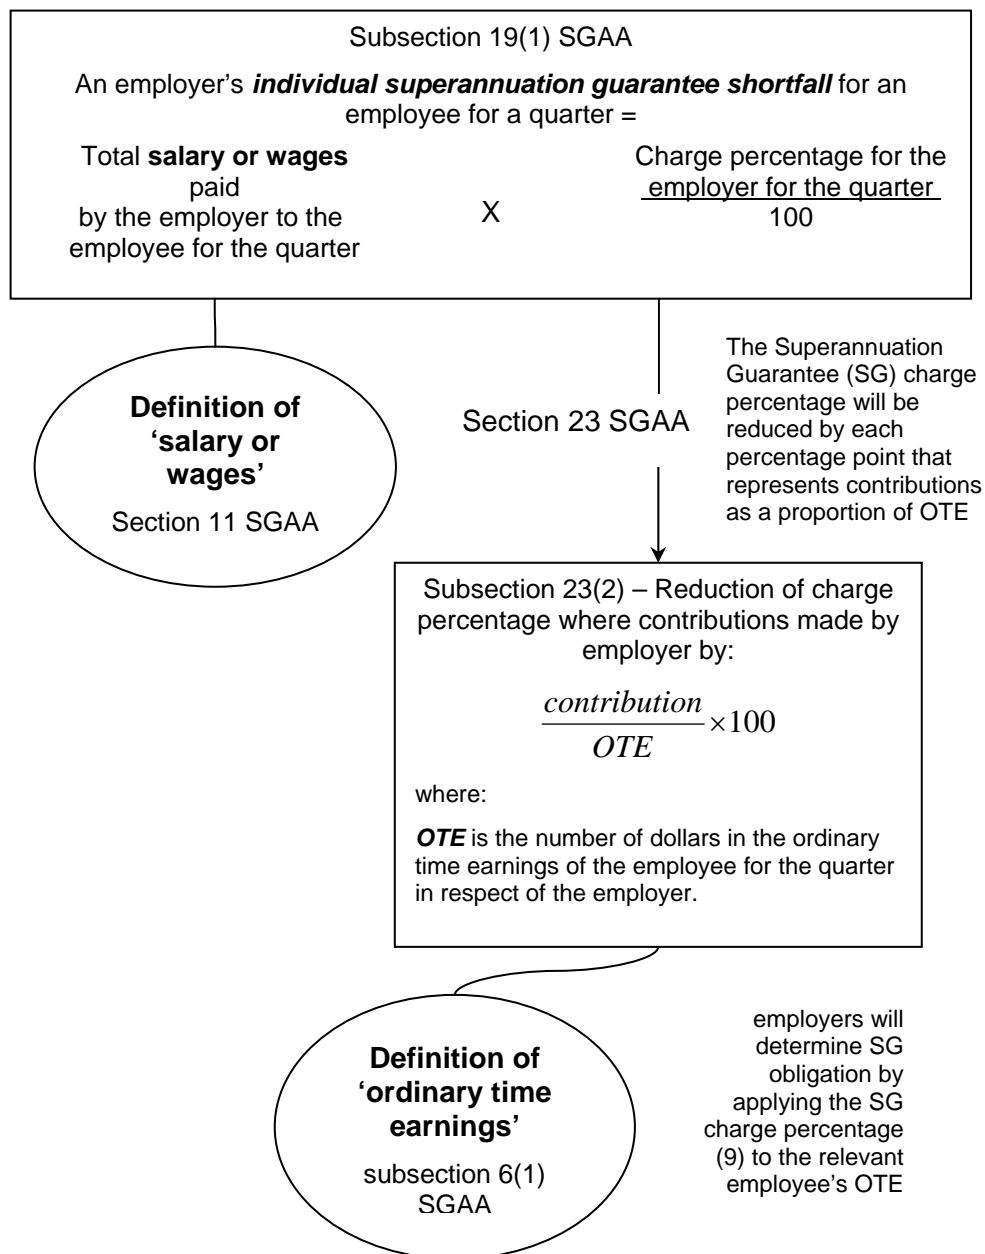 Subsection 19(1) SGAA
An employer's individual superannuation guarantee shortfall for an
employee for a quarter =
Total salary or wages
paid
by the employer to the
employee for the quarter
X
Charge percentage for the
employer for the quarter
100
Definition of
‘salary or
wages’
Section 11 SGAA
Section 23 SGAA
The Superannuation
Guarantee (SG) charge
percentage will be
reduced by each
percentage point that
represents contributions
as a proportion of OTE
Subsection 23(2) – Reduction of charge
percentage where contributions made by
employer by:
contribution
OTE
×100
where:
OTE is the number of dollars in the ordinary
time earnings of the employee for the quarter
in respect of the employer.
Definition of
‘ordinary time
earnings’
subsection 6(1)
SGAA
employers will
determine SG
obligation by
applying the SG
charge percentage
(9) to the relevant
employee’s OTE